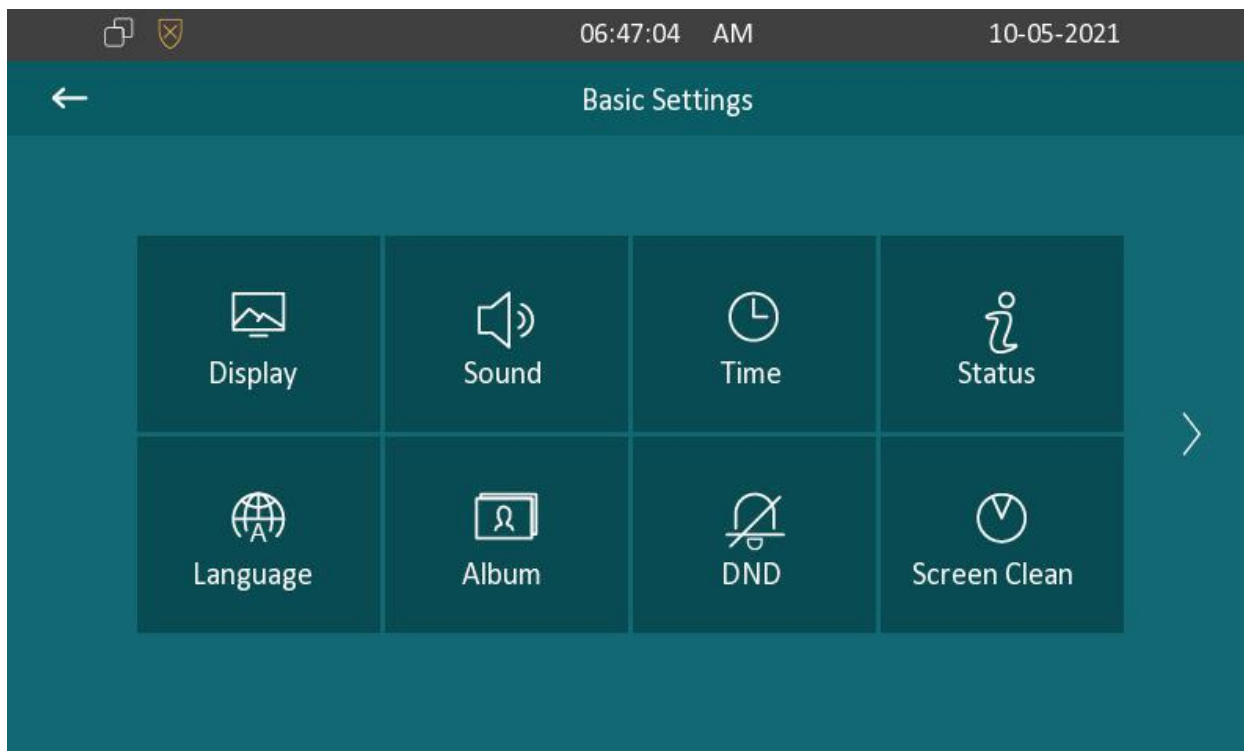 06:47:04 AM 10-05-2021
Basic Settings
Display Sound Time Status
Language Album DND Screen Clean